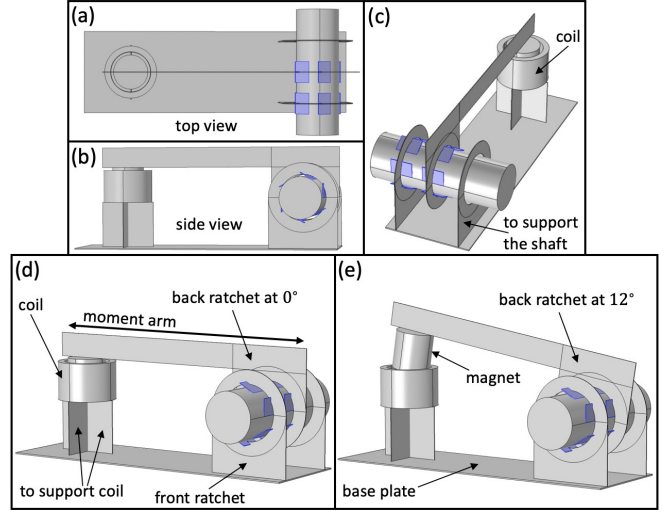 (a)
top view
(b)
side view
(c)
coil
to support
the shaft
(d)
coil
moment arm
back ratchet at 0°
to support coil
front ratchet
(e)
back ratchet at 12°
magnet
base plate